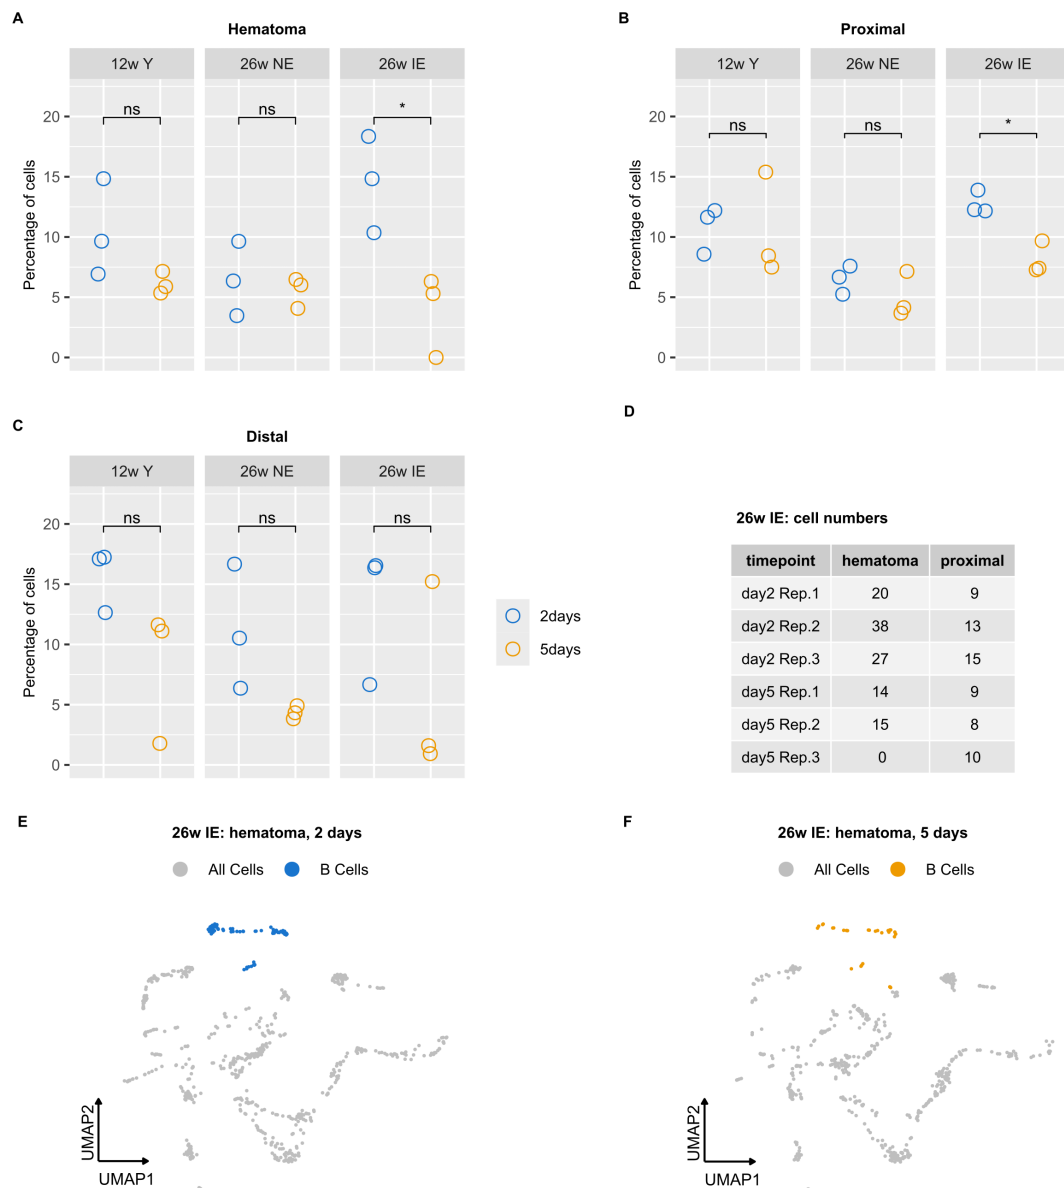 A
Hematoma
12w Y 26w NE 26w IE
ns ns *
Percentage of cells
20
15
10
5
0
B
Proximal
12w Y 26w NE 26w IE
ns ns *
Percentage of cells
20
15
10
5
0
C
Distal
12w Y 26w NE 26w IE
ns ns ns
Percentage of cells
20
15
10
5
0
2days
5days
D
26w IE: cell numbers
timepoint hematoma proximal
day2 Rep.1 20 9
day2 Rep.2 38 13
day2 Rep.3 27 15
day5 Rep.1 14 9
day5 Rep.2 15 8
day5 Rep.3 0 10
E
26w IE: hematoma, 2 days
All Cells B Cells
UMAP2
UMAP1
F
26w IE: hematoma, 5 days
All Cells B Cells
UMAP2
UMAP1